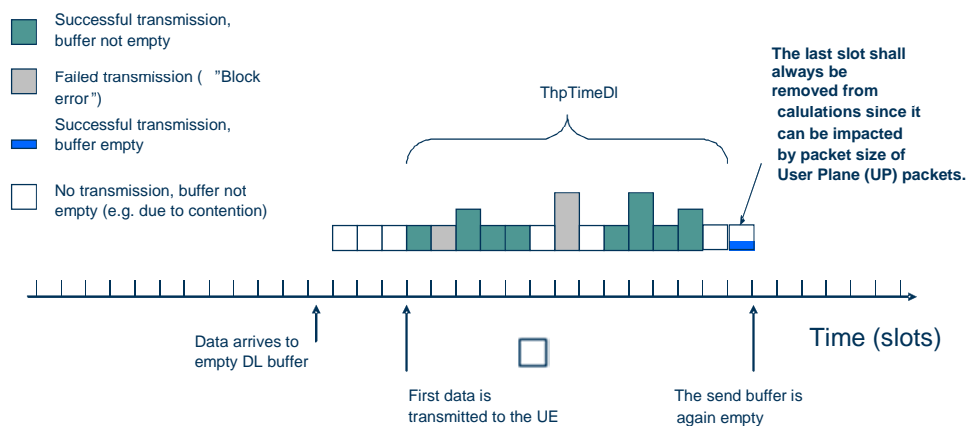 Successful transmission,
buffer not empty
Failed transmission ( "Block
error")
Successful transmission,
buffer empty
No transmission, buffer not
empty (e.g. due to contention)
ThpTimeDl
The last slot shall
always be
removed from
calulations since it
can be impacted
by packet size of
User Plane (UP) packets.
Data arrives to
empty DL buffer
First data is
transmitted to the UE
The send buffer is
again empty
Time (slots)